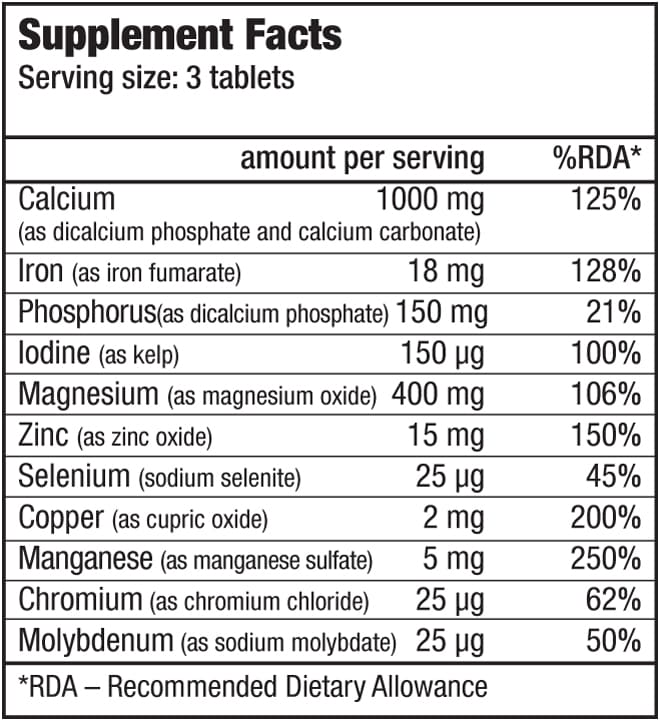 Supplement Facts
Serving size: 3 tablets
amount per serving %RDA*
Calcium 1000 mg 125%
(as dicalcium phosphate and calcium carbonate)
Iron (as iron fumarate) 18 mg 128%
Phosphorus(as dicalcium phosphate) 150 mg 21%
Iodine (as kelp) 150 µg 100%
Magnesium (as magnesium oxide) 400 mg 106%
Zinc (as zinc oxide) 15 mg 150%
Selenium (sodium selenite) 25 µg 45%
Copper (as cupric oxide) 2 mg 200%
Manganese (as manganese sulfate) 5 mg 250%
Chromium (as chromium chloride) 25 µg 62%
Molybdenum (as sodium molybdate) 25 µg 50%
*RDA – Recommended Dietary Allowance